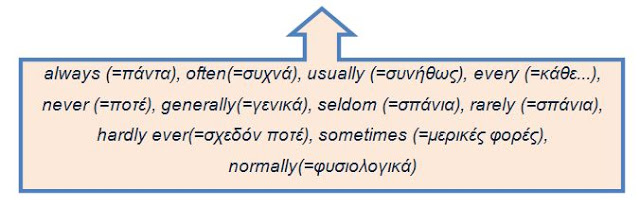 always (=πάντα), often(=συχνά), usually (=συνήθως), every (=κάθε...),
never (=ποτέ), generally(=γενικά), seldom (=σπάνια), rarely (=σπάνια),
hardly ever(=σχεδόν ποτέ), sometimes (=μερικές φορές),
normally(=φυσιολογικά)